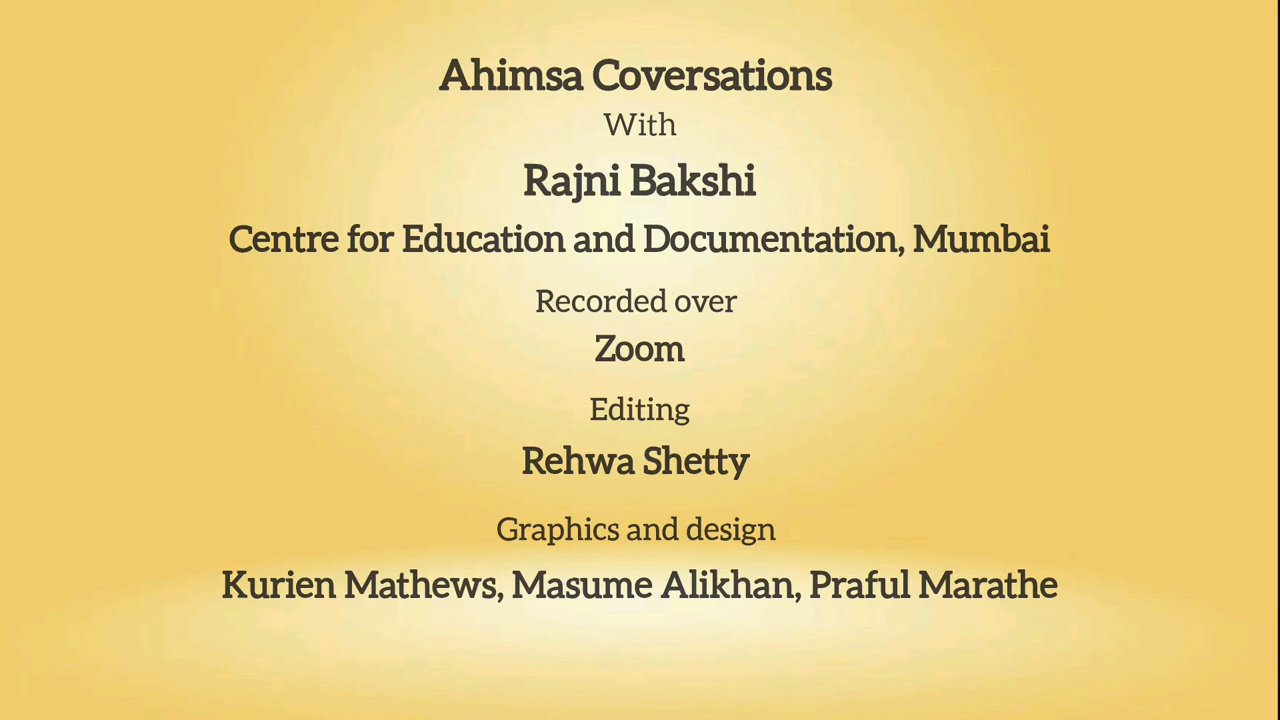 Ahimsa Coversations
With
Rajni Bakshi
Centre for Education and Documentation, Mumbai
Recorded over
Zoom
Editing
Rehwa Shetty
Graphics and design
Kurien Mathews, Masume Alikhan, Praful Marathe